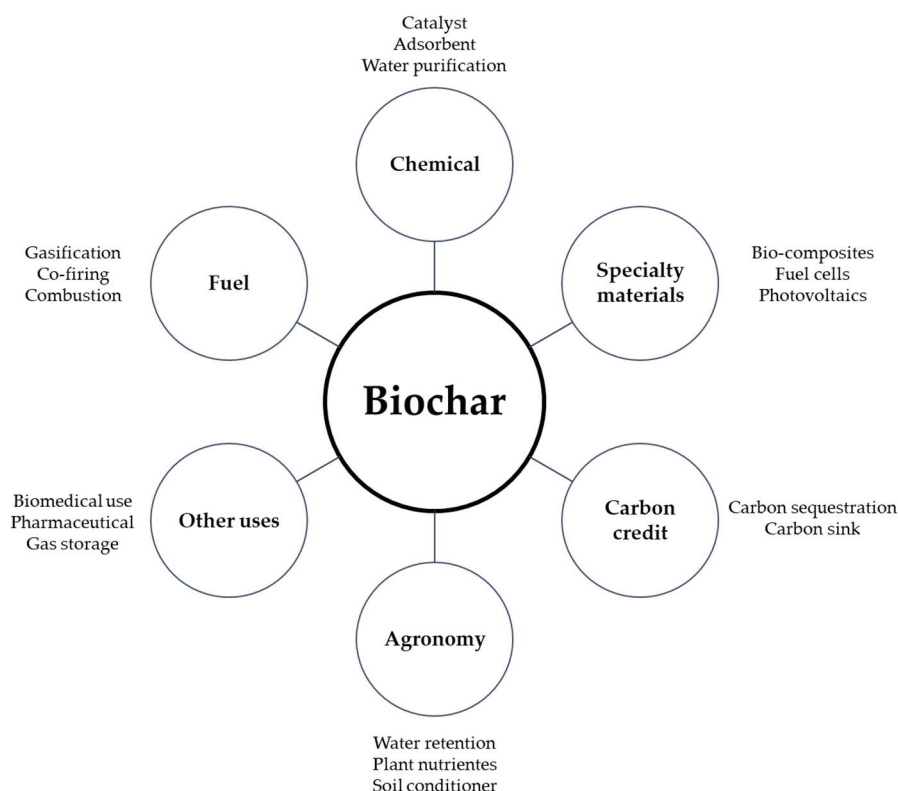 Catalyst
Adsorbent
Water purification
Chemical
Gasification
Co-firing
Combustion
Fuel
Specialty
materials
Bio-composites
Fuel cells
Photovoltaics
Biochar
Biomedical use
Pharmaceutical
Gas storage
Other uses
Carbon
credit
Carbon sequestration
Carbon sink
Agronomy
Water retention
Plant nutrientes
Soil conditioner